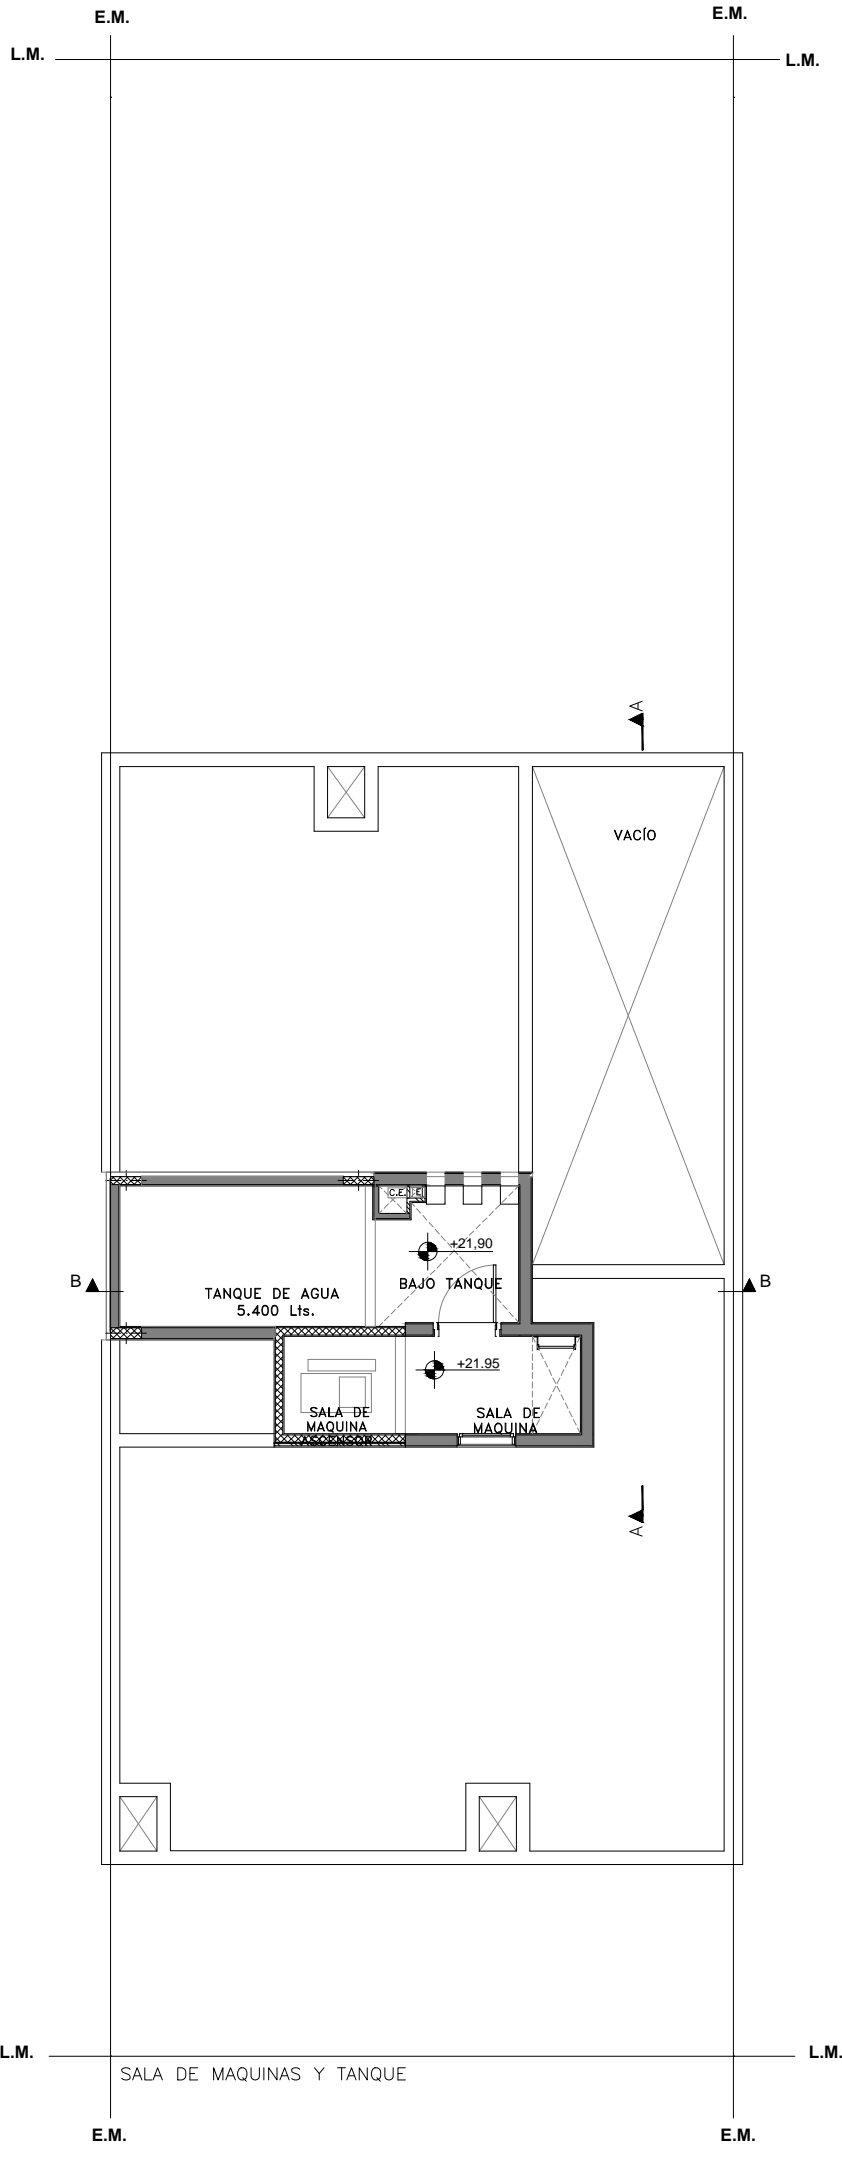 E.M.
E.M.
L.M.
L.M.
A
VACÍO
C.E.
E
+21,90
B
B
BAJO TANQUE
TANQUE DE AGUA
5.400 Lts.
+21.95
SALA DE
MAQUINA
ASCENSOR
SALA DE
MAQUINA
A
L.M.
L.M.
SALA DE MAQUINAS Y TANQUE
E.M.
E.M.